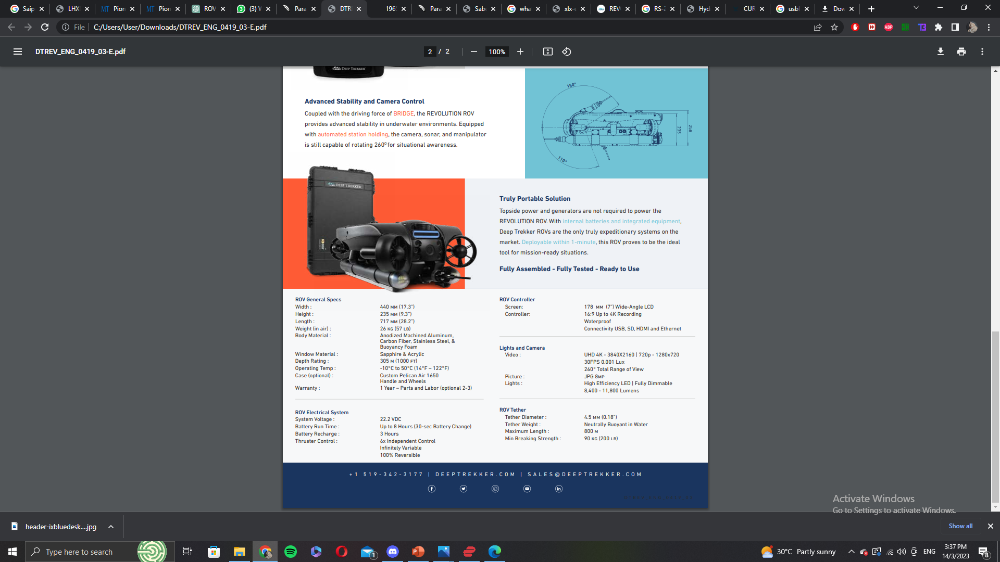 Saip
LHXI
Pion
Pion
ROV
(3) W
Para
DTRI
196
Para
Sab
wha
xlx-
REV
RS-2
Hyd
CUR
usbl
Dow
File
C:/Users/User/Downloads/DTREV_ENG_0419_03-E.pdf
DTREV_ENG_0419_03-E.pdf
2 / 2
100%
DEEP TREKKER
Advanced Stability and Camera Control
Coupled with the driving force of BRIDGE, the REVOLUTION ROV
provides advanced stability in underwater environments. Equipped
with automated station holding, the camera, sonar, and manipulator
is still capable of rotating 260° for situational awareness.
150°
110°
235
258
DEEP TREKKER
Truly Portable Solution
Topside power and generators are not required to power the
REVOLUTION ROV. With internal batteries and integrated equipment,
Deep Trekker ROVs are the only truly expeditionary systems on the
market. Deployable within 1-minute, this ROV proves to be the ideal
tool for mission-ready situations.
Fully Assembled - Fully Tested - Ready to Use
ROV General Specs
Width : 440 MM (17.3")
Height : 235 MM (9.3")
Length : 717 MM (28.2")
Weight (in air) : 26 KG (57 LB)
Body Material : Anodized Machined Aluminum,
Carbon Fiber, Stainless Steel, &
Buoyancy Foam
Window Material : Sapphire & Acrylic
Depth Rating : 305 M (1000 FT)
Operating Temp : -10°C to 50°C (14°F – 122°F)
Case (optional) : Custom Pelican Air 1650
Handle and Wheels
Warranty : 1 Year – Parts and Labor (optional 2-3)
ROV Electrical System
System Voltage : 22.2 VDC
Battery Run Time : Up to 8 Hours (30-sec Battery Change)
Battery Recharge : 3 Hours
Thruster Control : 6x Independent Control
Infinitely Variable
100% Reversible
ROV Controller
Screen: 178 MM (7") Wide-Angle LCD
Controller: 16:9 Up to 4K Recording
Waterproof
Connectivity USB, SD, HDMI and Ethernet
Lights and Camera
Video : UHD 4K - 3840X2160 | 720p - 1280x720
30FPS 0.001 Lux
260° Total Range of View
Picture : JPG 8MP
Lights : High Efficiency LED | Fully Dimmable
8,400 - 11,800 Lumens
ROV Tether
Tether Diameter : 4.5 MM (0.18")
Tether Weight : Neutrally Buoyant in Water
Maximum Length : 800 M
Min Breaking Strength : 90 KG (200 LB)
+1 519-342-3177 | DEEPTREKKER.COM | SALES@DEEPTREKKER.COM
Activate Windows
Go to Settings to activate Windows.
header-ixbluedesk....jpg
Show all
Type here to search
1
30°C Partly sunny
ENG
3:37 PM
14/3/2023
8